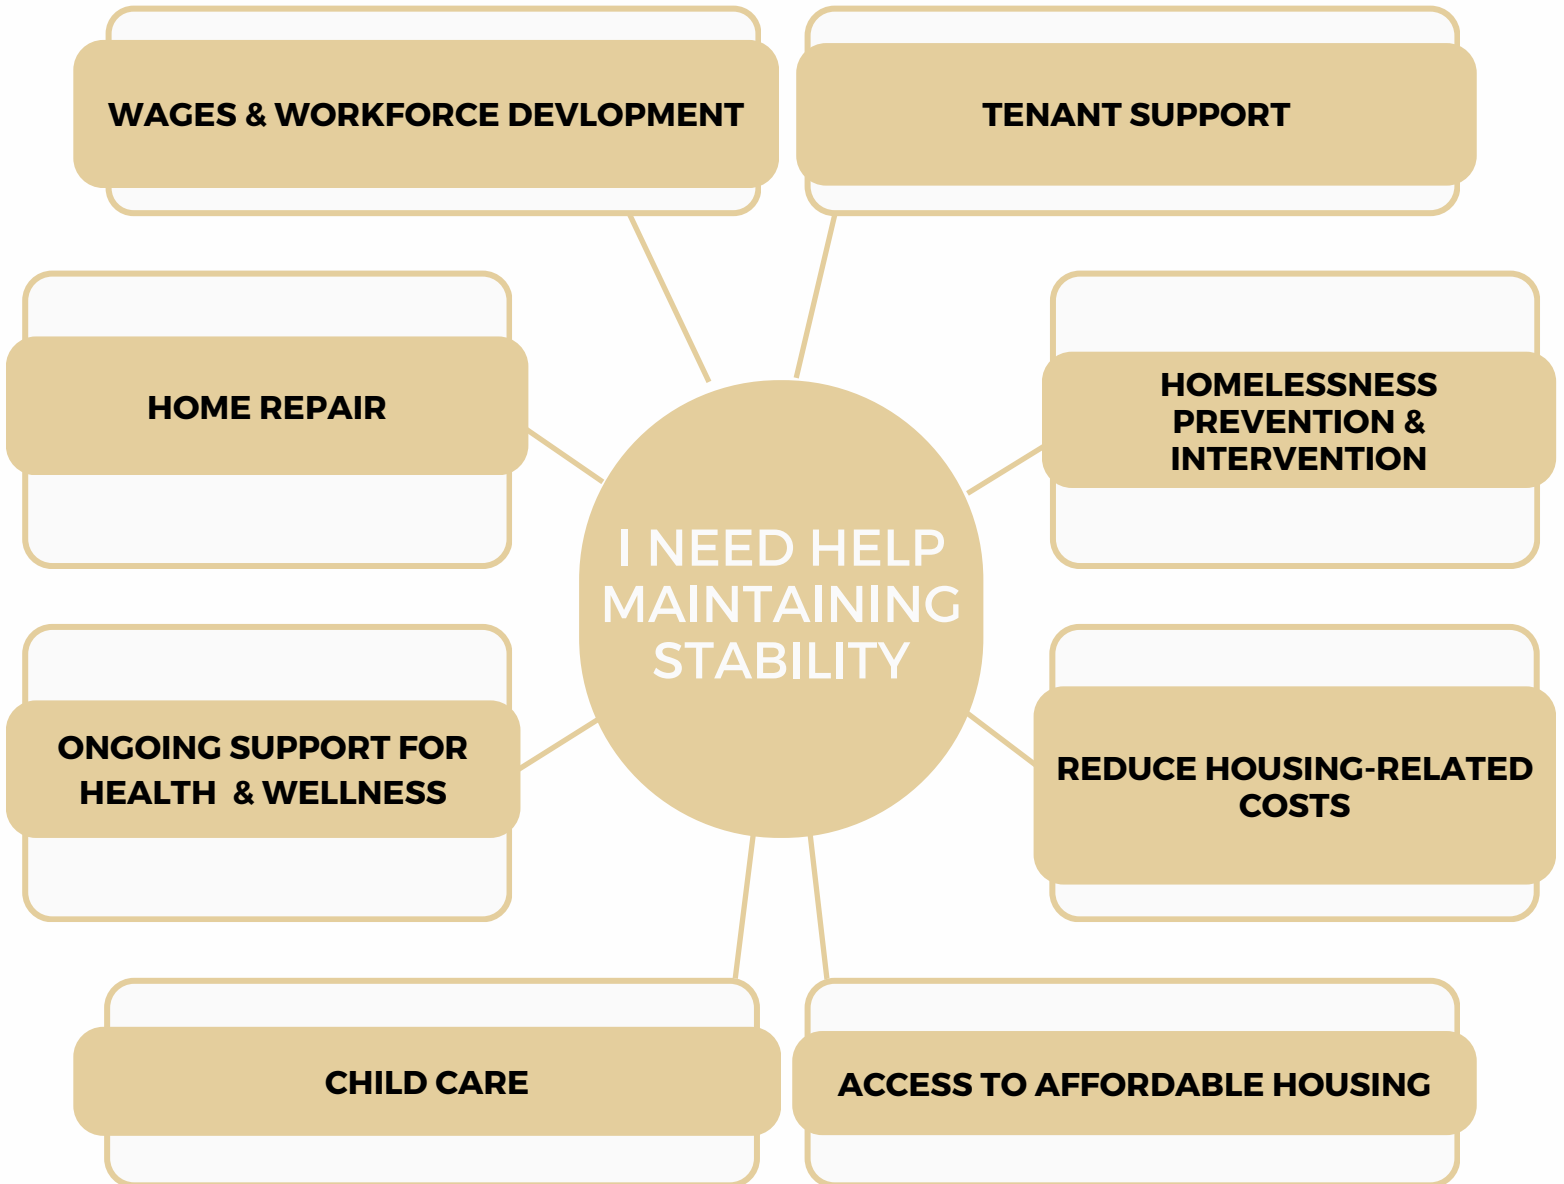 WAGES & WORKFORCE DEVLOPMENT
TENANT SUPPORT
HOME REPAIR
HOMELESSNESS
PREVENTION &
INTERVENTION
I NEED HELP
MAINTAINING
STABILITY
ONGOING SUPPORT FOR
HEALTH & WELLNESS
REDUCE HOUSING-RELATED
COSTS
CHILD CARE
ACCESS TO AFFORDABLE HOUSING